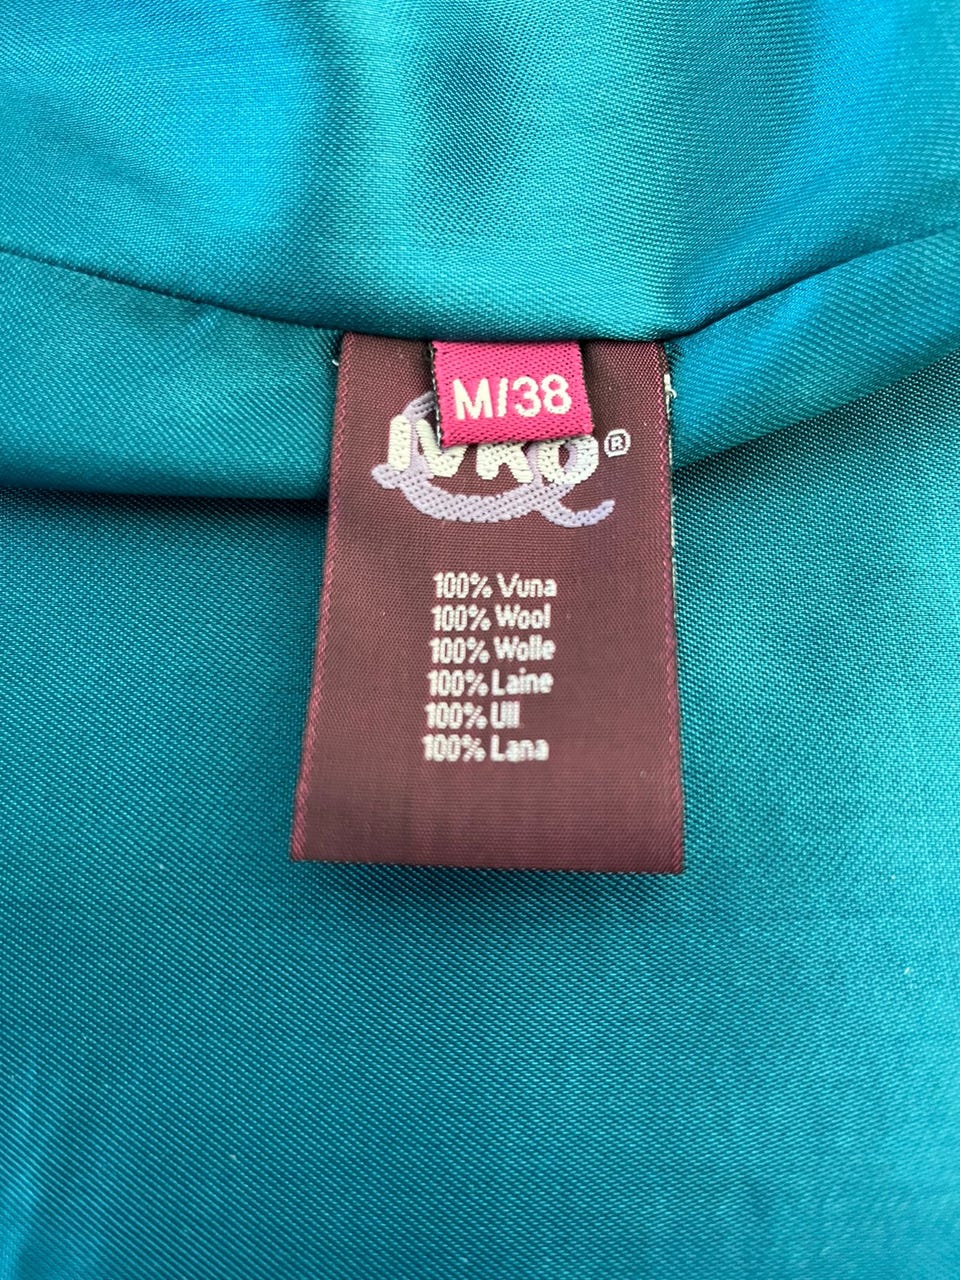 M/38
IVKO®
100% Vuna
100% Wool
100% Wolle
100% Laine
100% Ull
100% Lana